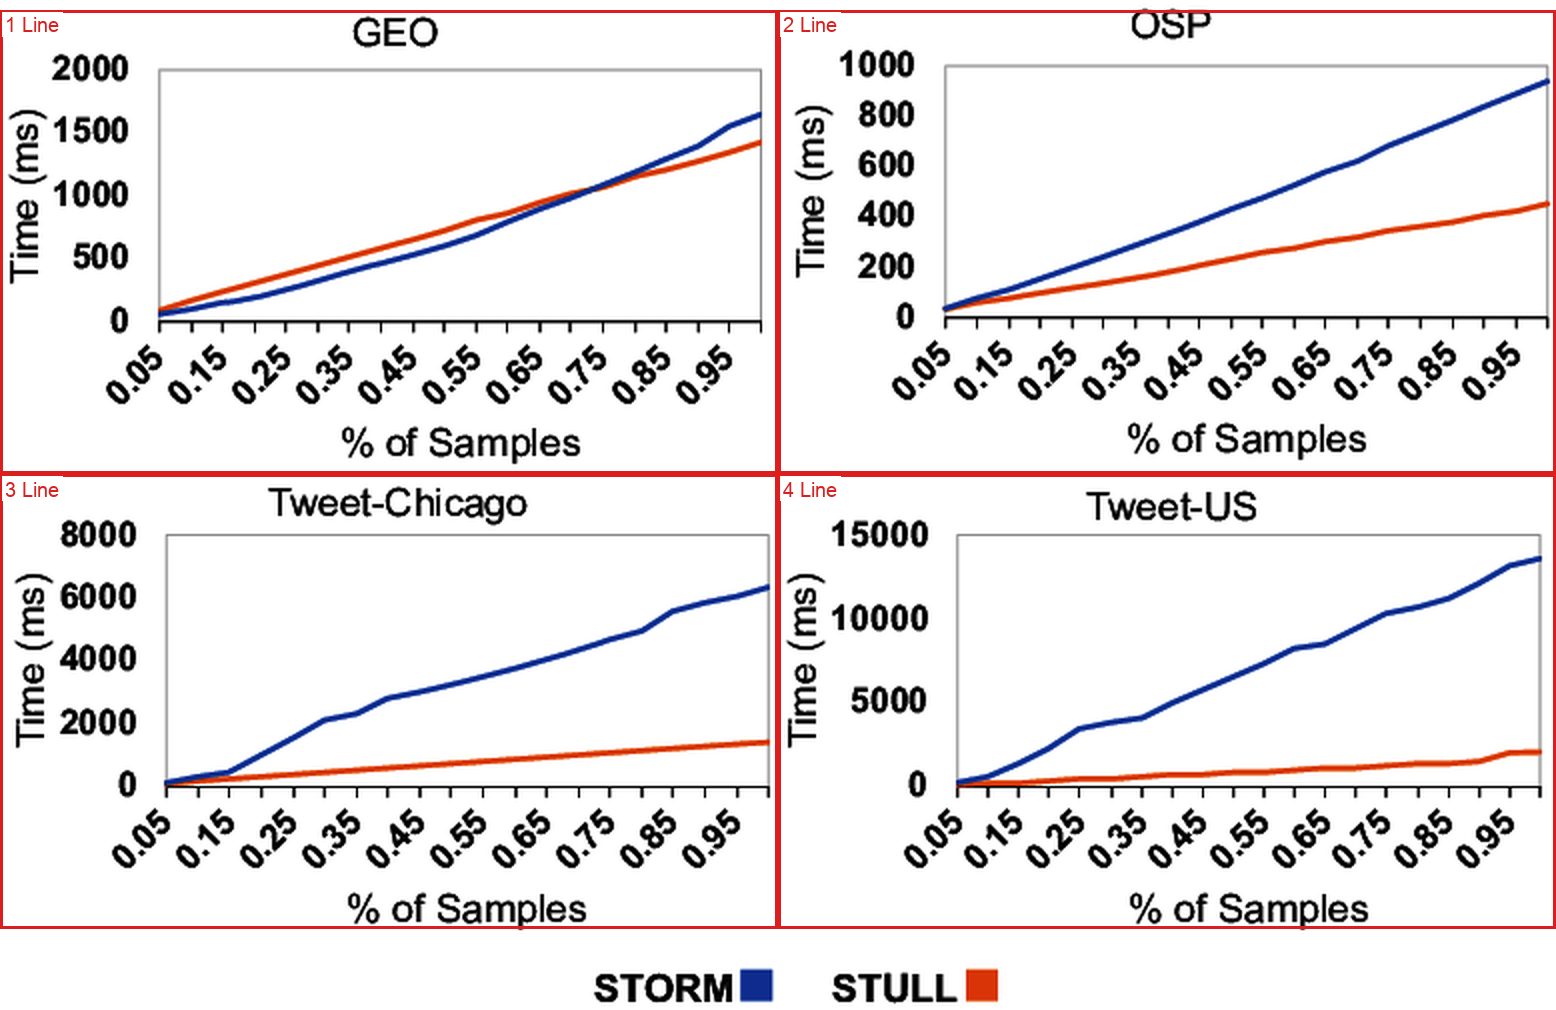 1 Line
GEO
Time (ms)
2000
1500
1000
500
0
0.05 0.15 0.25 0.35 0.45 0.55 0.65 0.75 0.85 0.95
% of Samples
2 Line
OSP
Time (ms)
1000
800
600
400
200
0
0.05 0.15 0.25 0.35 0.45 0.55 0.65 0.75 0.85 0.95
% of Samples
3 Line
Tweet-Chicago
Time (ms)
8000
6000
4000
2000
0
0.05 0.15 0.25 0.35 0.45 0.55 0.65 0.75 0.85 0.95
% of Samples
4 Line
Tweet-US
Time (ms)
15000
10000
5000
0
0.05 0.15 0.25 0.35 0.45 0.55 0.65 0.75 0.85 0.95
% of Samples
STORM STULL